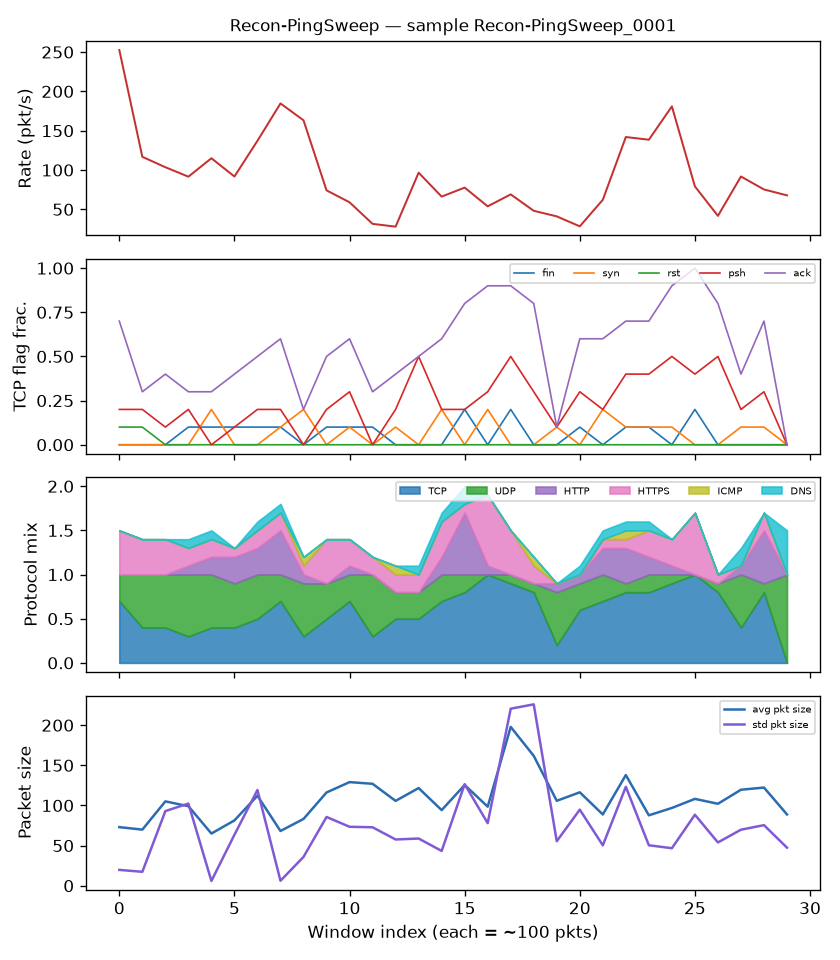 Recon-PingSweep — sample Recon-PingSweep_0001
Rate (pkt/s)
250
200
150
100
50
TCP flag frac.
1.00
0.75
0.50
0.25
0.00
fin syn rst psh ack
Protocol mix
2.0
1.5
1.0
0.5
0.0
TCP UDP HTTP HTTPS ICMP DNS
Packet size
200
150
100
50
0
avg pkt size
std pkt size
0 5 10 15 20 25 30
Window index (each = ~100 pkts)